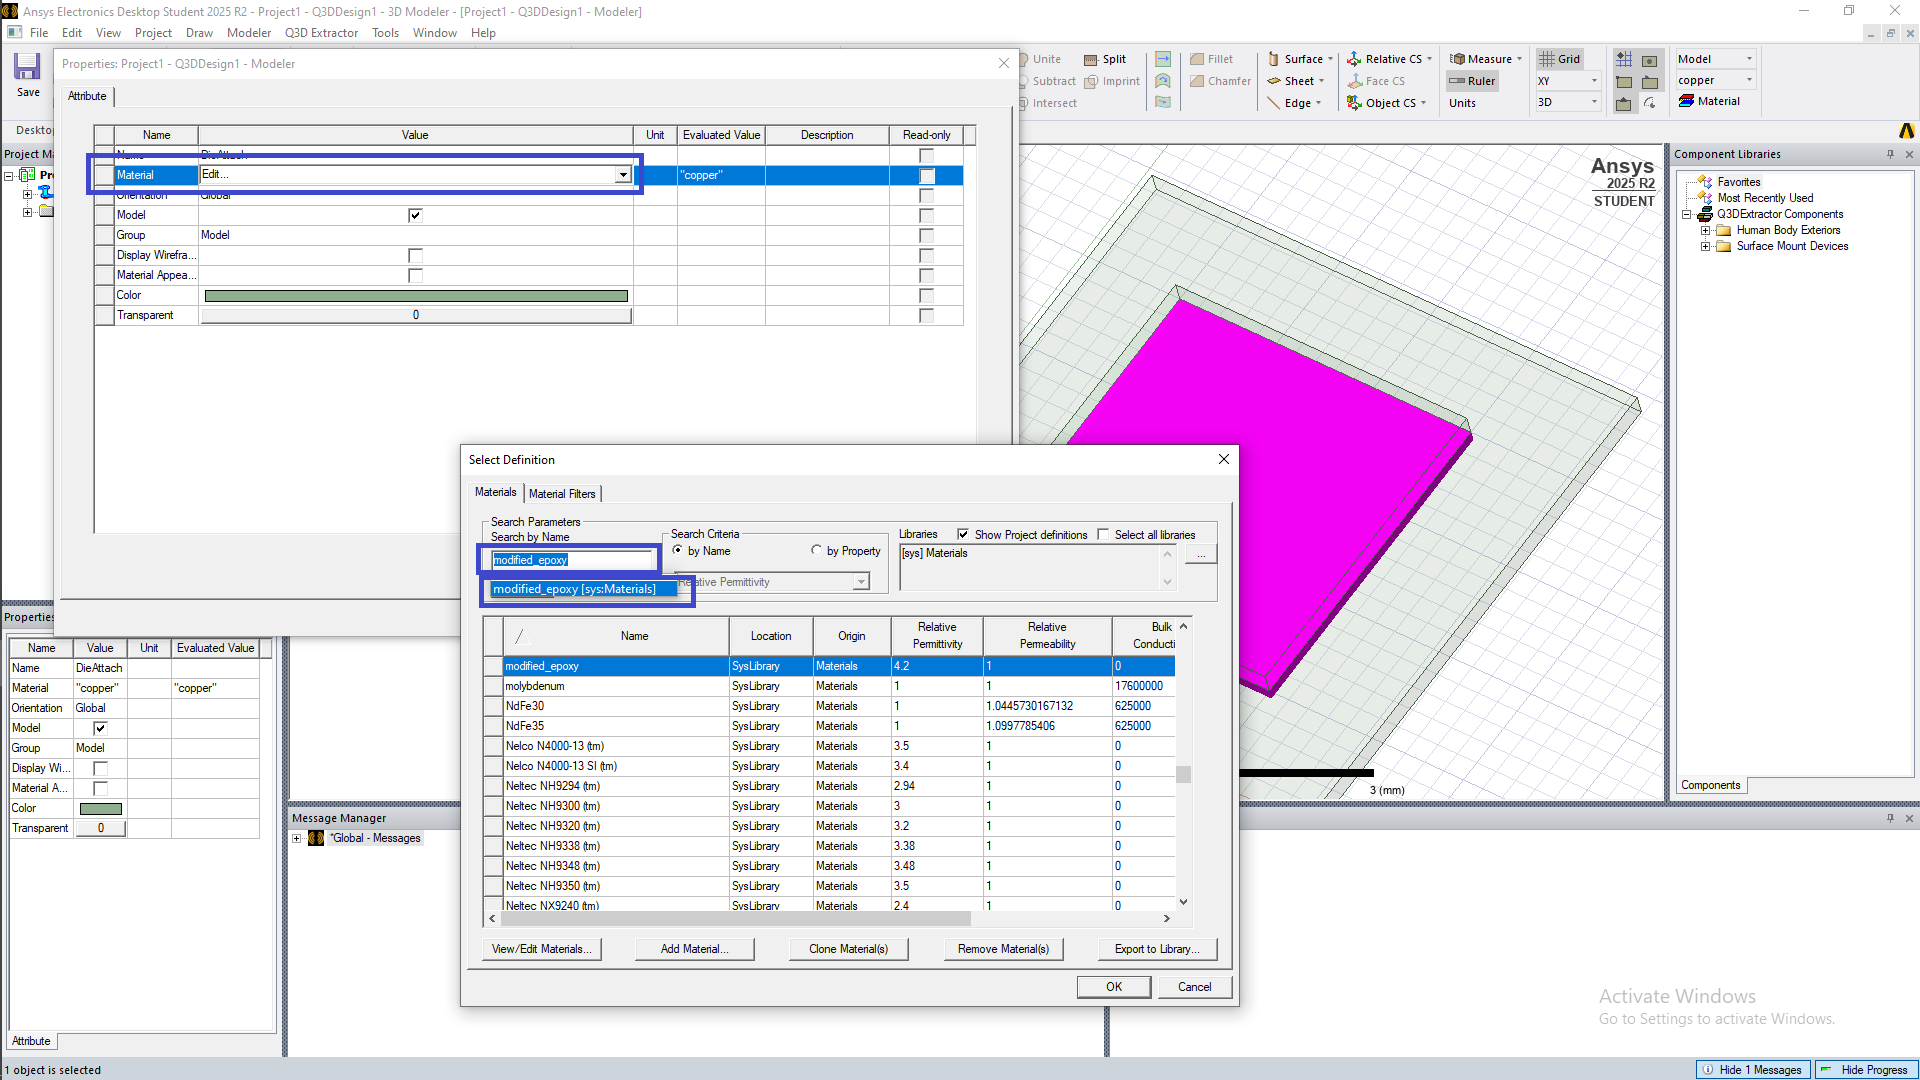 Ansys Electronics Desktop Student 2025 R2 - Project1 - Q3DDesign1 - 3D Modeler - [Project1 - Q3DDesign1 - Modeler]
File Edit View Project Draw Modeler Q3D Extractor Tools Window Help
Save
Desktop
Properties: Project1 - Q3DDesign1 - Modeler
Attribute
Name Value Unit Evaluated Value Description Read-only
Name DieAttach
Material Edit... "copper"
Orientation Global
Model
Group Model
Display Wirefra...
Material Appea...
Color
Transparent 0
Unite Split Fillet Surface Relative CS Measure Grid Model
Subtract Imprint Chamfer Sheet Face CS Ruler XY copper
Intersect Edge Object CS Units 3D Material
Project Ma
Pro
Ansys
2025 R2
STUDENT
3 (mm)
Component Libraries
Favorites
Most Recently Used
Q3DExtractor Components
Human Body Exteriors
Surface Mount Devices
Components
Select Definition
Materials Material Filters
Search Parameters
Search by Name
modified_epoxy
modified_epoxy [sys:Materials]
Search Criteria
by Name by Property
Relative Permittivity
Libraries Show Project definitions Select all libraries
[sys] Materials
...
/ Name Location Origin Relative Permittivity Relative Permeability Bulk Conducti
modified_epoxy SysLibrary Materials 4.2 1 0
molybdenum SysLibrary Materials 1 1 17600000
NdFe30 SysLibrary Materials 1 1.0445730167132 625000
NdFe35 SysLibrary Materials 1 1.0997785406 625000
Nelco N4000-13 (tm) SysLibrary Materials 3.5 1 0
Nelco N4000-13 SI (tm) SysLibrary Materials 3.4 1 0
Neltec NH9294 (tm) SysLibrary Materials 2.94 1 0
Neltec NH9300 (tm) SysLibrary Materials 3 1 0
Neltec NH9320 (tm) SysLibrary Materials 3.2 1 0
Neltec NH9338 (tm) SysLibrary Materials 3.38 1 0
Neltec NH9348 (tm) SysLibrary Materials 3.48 1 0
Neltec NH9350 (tm) SysLibrary Materials 3.5 1 0
Neltec NX9240 (tm) SysLibrary Materials 2.4 1 0
View/Edit Materials... Add Material... Clone Material(s) Remove Material(s) Export to Library...
OK Cancel
Properties
Name Value Unit Evaluated Value
Name DieAttach
Material "copper" "copper"
Orientation Global
Model
Group Model
Display Wi...
Material A...
Color
Transparent 0
Attribute
Message Manager
*Global - Messages
Activate Windows
Go to Settings to activate Windows.
1 object is selected
Hide 1 Messages Hide Progress